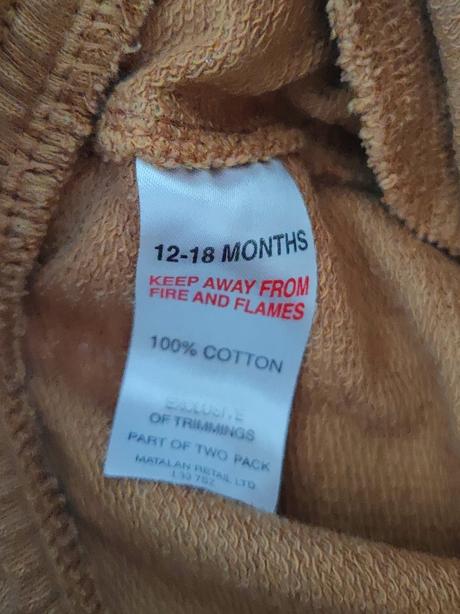 12-18 MONTHS
KEEP AWAY FROM
FIRE AND FLAMES
100% COTTON
EXCLUSIVE
OF TRIMMINGS
PART OF TWO PACK
MATALAN RETAIL LTD